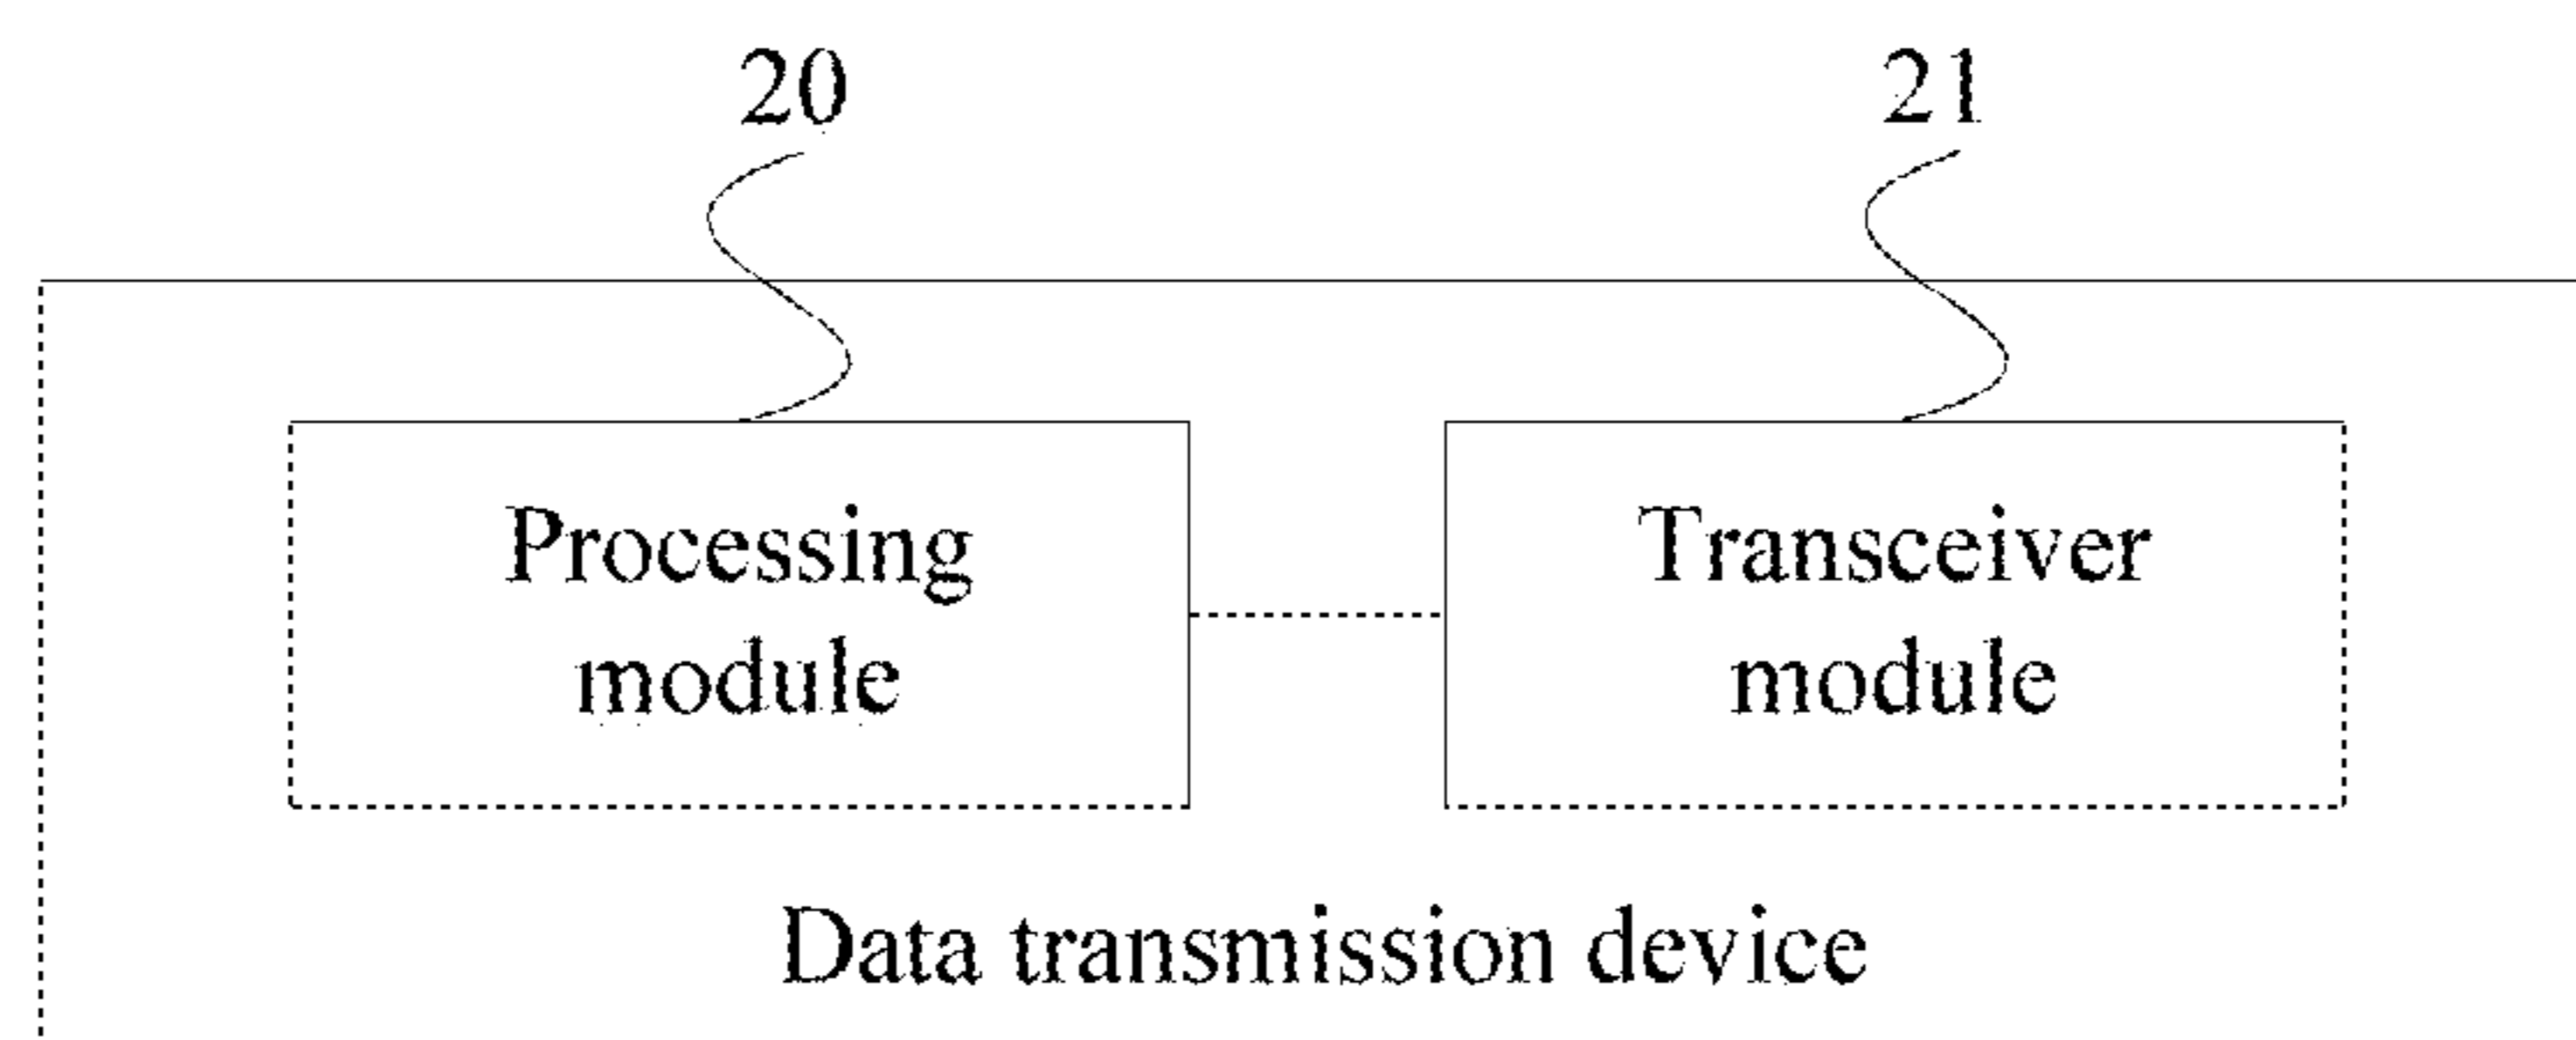 20
21
Processing
module
Transceiver
module
Data transmission device